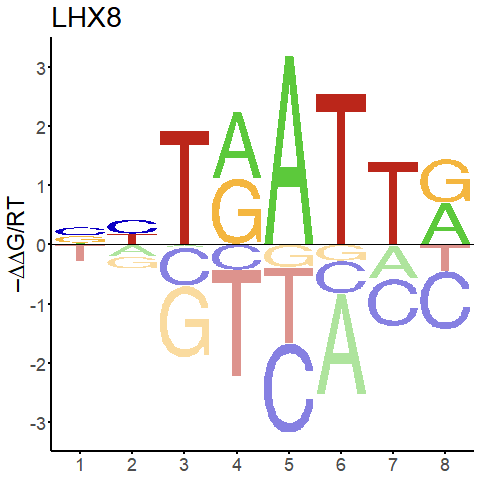 LHX8
−ΔΔG/RT
3
2
1
0
-1
-2
-3
C C T A A T T G
G T G A
T A C C G G A T
G G T T C C C
C A
1 2 3 4 5 6 7 8